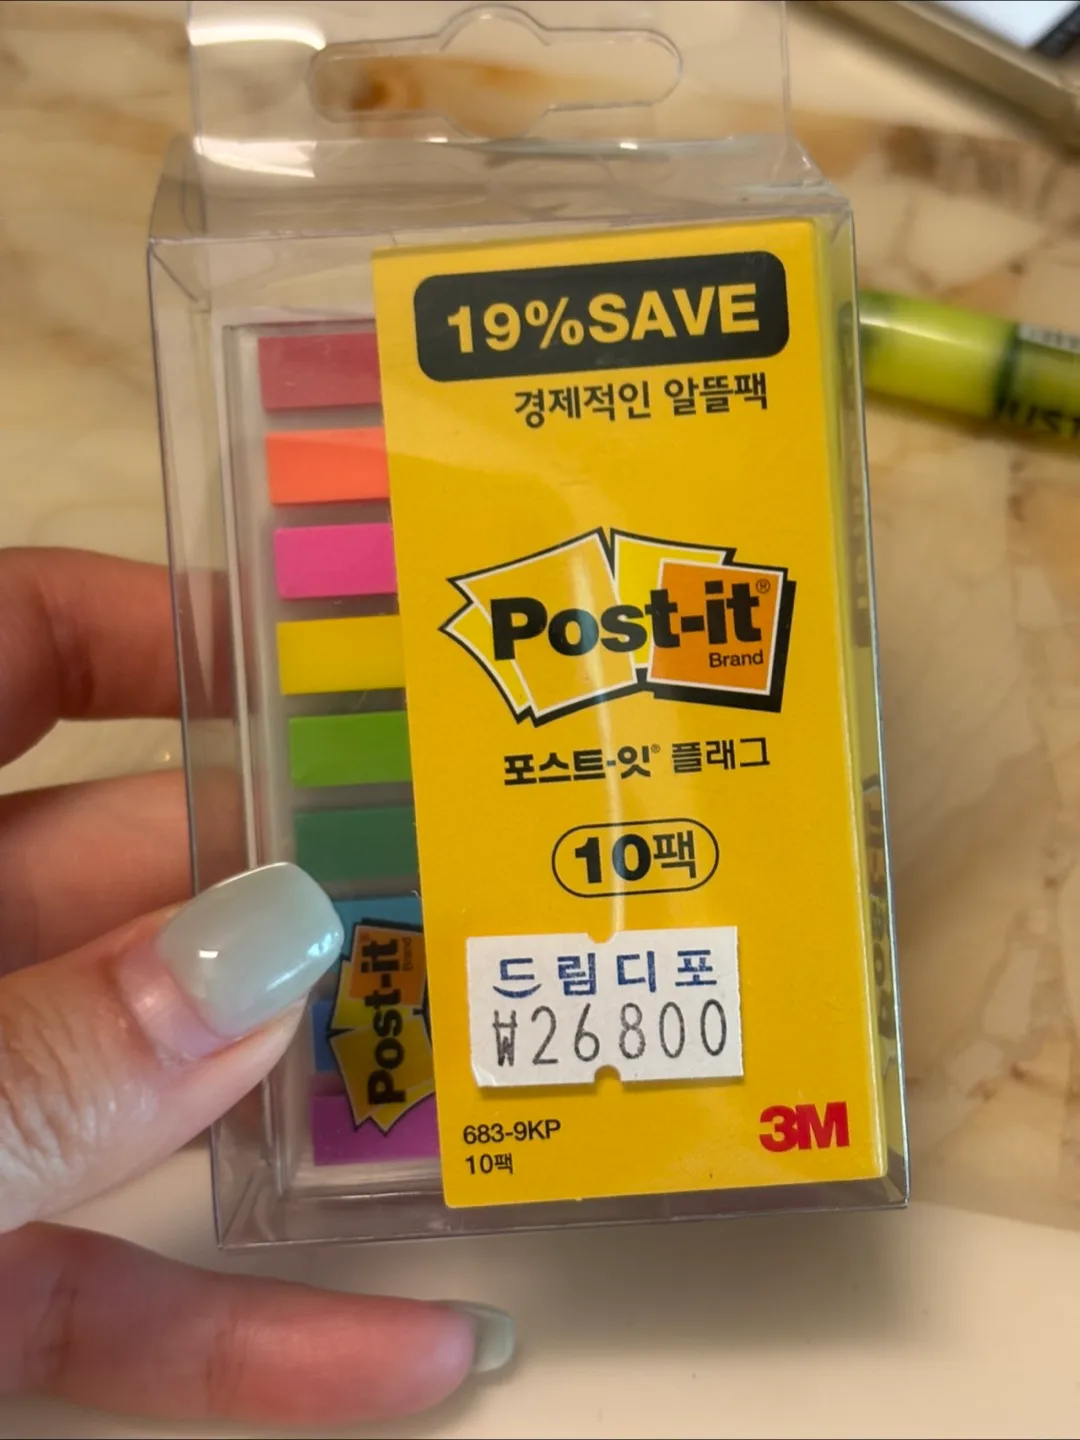 19%SAVE
경제적인 알뜰팩
Post-it®
Brand
포스트-잇® 플래그
10팩
드림디포
₩26800
683-9KP
10팩
3M
Post-it
Brand